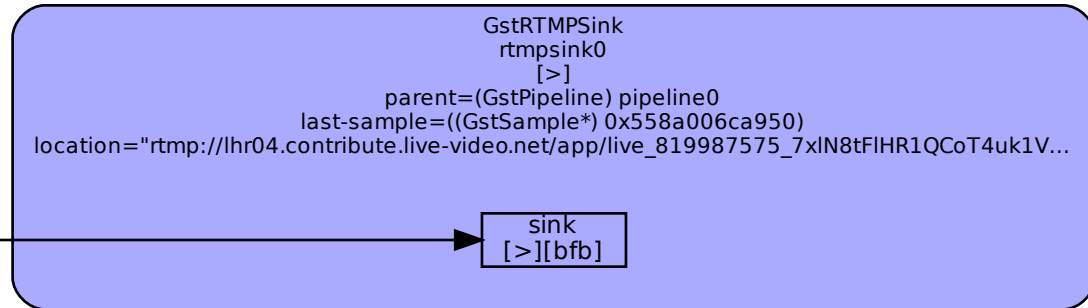 GstRTMPSink
rtmpsink0
[>]
parent=(GstPipeline) pipeline0
last-sample=((GstSample*) 0x558a006ca950)
location="rtmp://lhr04.contribute.live-video.net/app/live_819987575_7xlN8tFlHR1QCoT4uk1V…
sink
[>][bfb]